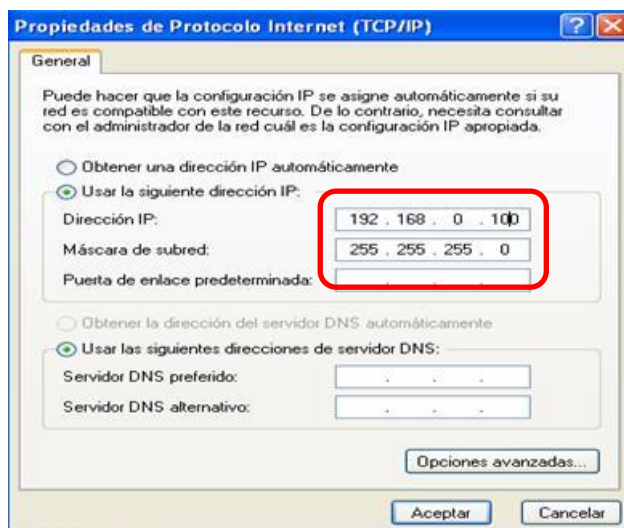 Propiedades de Protocolo Internet (TCP/IP)
General
Puede hacer que la configuración IP se asigne automáticamente si su
red es compatible con este recurso. De lo contrario, necesita consultar
con el administrador de la red cuál es la configuración IP apropiada.
Obtener una dirección IP automáticamente
Usar la siguiente dirección IP:
Dirección IP: 192 . 168 . 0 . 100
Máscara de subred: 255 . 255 . 255 . 0
Puerta de enlace predeterminada: . . .
Obtener la dirección del servidor DNS automáticamente
Usar las siguientes direcciones de servidor DNS:
Servidor DNS preferido: . . .
Servidor DNS alternativo: . . .
Opciones avanzadas...
Aceptar Cancelar